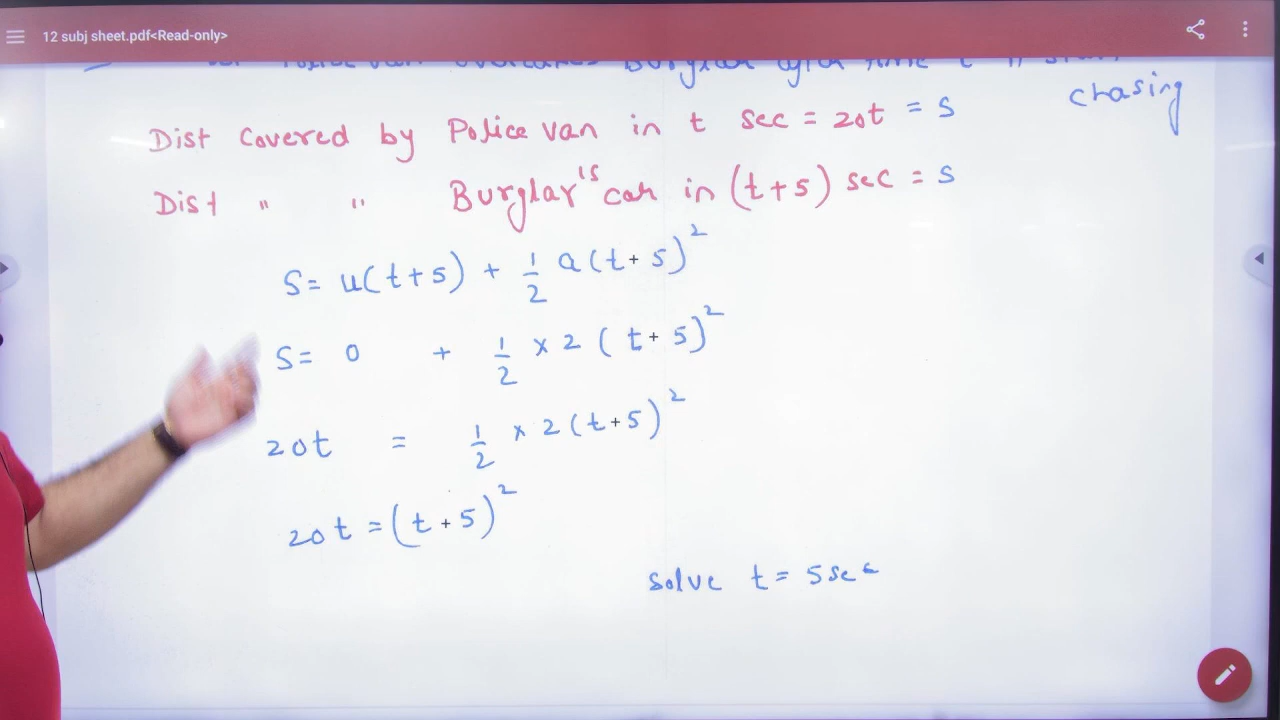 12 subj sheet.pdf<Read-only>
chasing
Dist Covered by Police van in t sec = 20t = S
Dist " " Burglar's car in (t+5) sec = S
S= u(t+5) + 1/2 a(t+5)²
S= 0 + 1/2 x 2 (t+5)²
20t = 1/2 x 2(t+5)²
20t = (t+5)²
solve t = 5sec